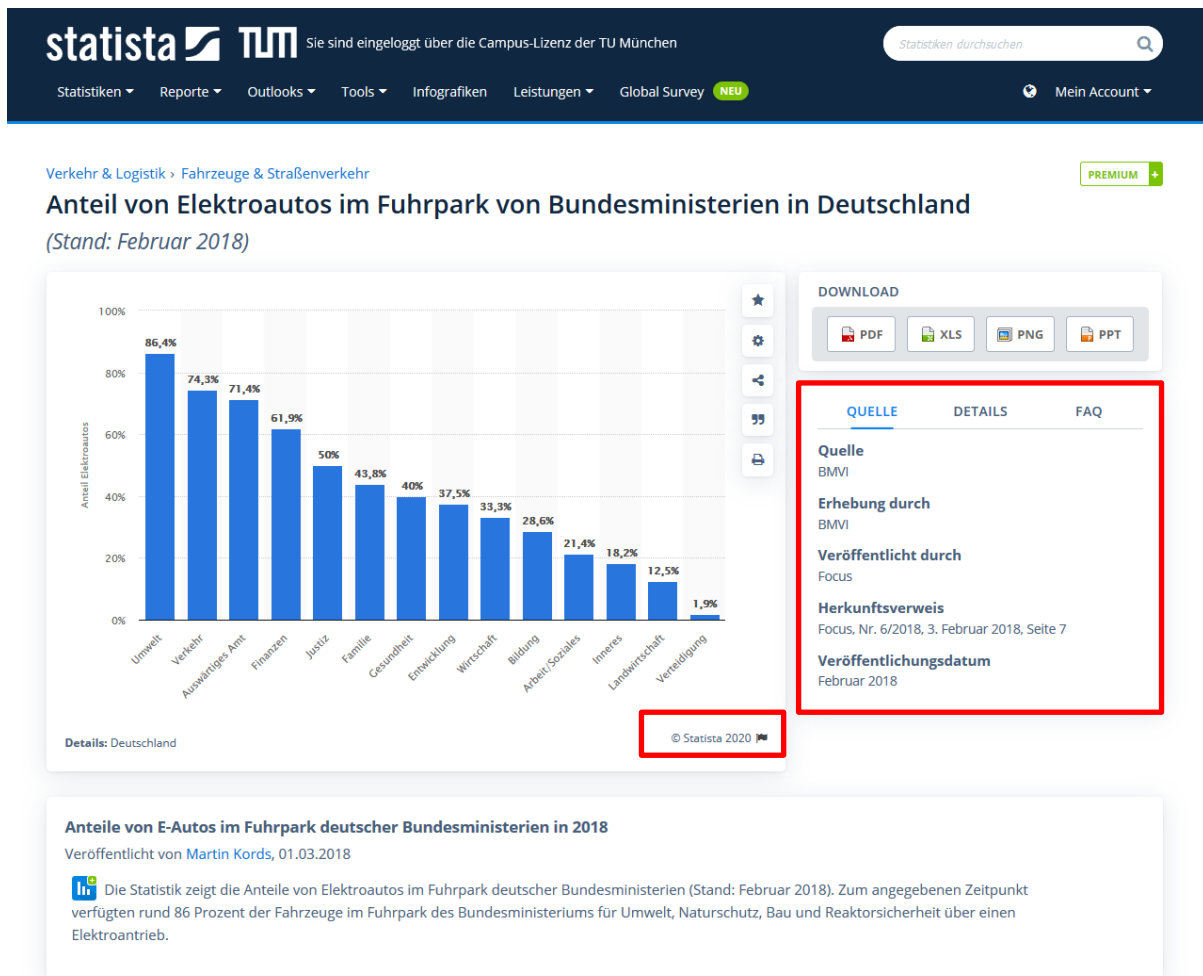 statista TUM Sie sind eingeloggt über die Campus-Lizenz der TU München
Statistiken durchsuchen
Statistiken Reporte Outlooks Tools Infografiken Leistungen Global Survey NEU
Mein Account
Verkehr & Logistik › Fahrzeuge & Straßenverkehr
PREMIUM +
Anteil von Elektroautos im Fuhrpark von Bundesministerien in Deutschland
(Stand: Februar 2018)
Anteil Elektroautos
100%
80%
60%
40%
20%
0%
86,4%
74,3%
71,4%
61,9%
50%
43,8%
40%
37,5%
33,3%
28,6%
21,4%
18,2%
12,5%
1,9%
Umwelt
Verkehr
Auswärtiges Amt
Finanzen
Justiz
Familie
Gesundheit
Entwicklung
Wirtschaft
Bildung
Arbeit/Soziales
Inneres
Landwirtschaft
Verteidigung
Details: Deutschland
© Statista 2020
DOWNLOAD
PDF XLS PNG PPT
QUELLE DETAILS FAQ
Quelle
BMVI
Erhebung durch
BMVI
Veröffentlicht durch
Focus
Herkunftsverweis
Focus, Nr. 6/2018, 3. Februar 2018, Seite 7
Veröffentlichungsdatum
Februar 2018
Anteile von E-Autos im Fuhrpark deutscher Bundesministerien in 2018
Veröffentlicht von Martin Kords, 01.03.2018
Die Statistik zeigt die Anteile von Elektroautos im Fuhrpark deutscher Bundesministerien (Stand: Februar 2018). Zum angegebenen Zeitpunkt
verfügten rund 86 Prozent der Fahrzeuge im Fuhrpark des Bundesministeriums für Umwelt, Naturschutz, Bau und Reaktorsicherheit über einen
Elektroantrieb.